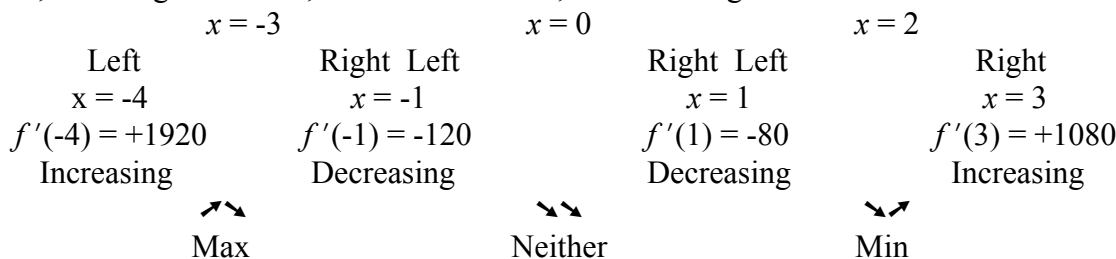 x = -3 x = 0 x = 2
Left Right Left Right Left Right
x = -4 x = -1 x = 1 x = 3
f ′(-4) = +1920 f ′(-1) = -120 f ′(1) = -80 f ′(3) = +1080
Increasing Decreasing Decreasing Increasing
Max Neither Min